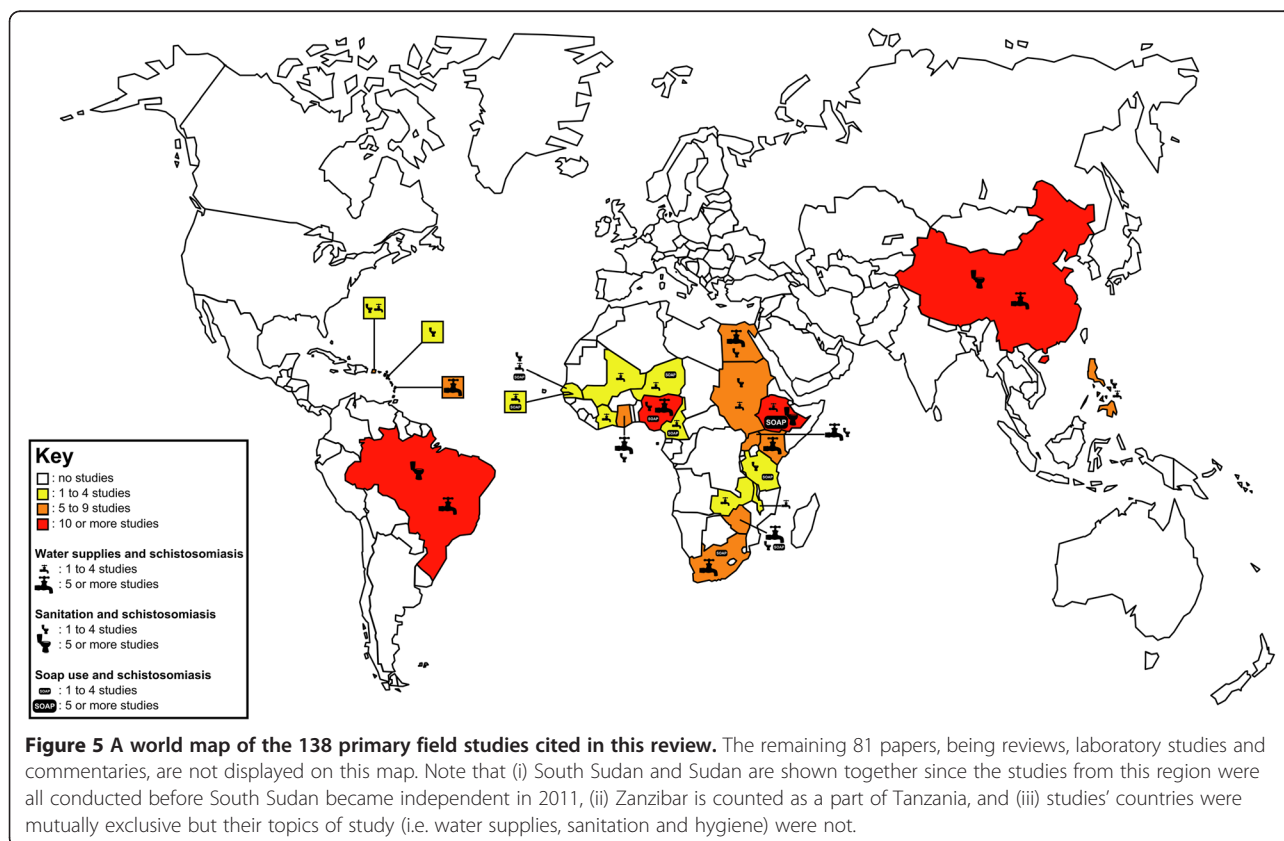 SOAP
SOAP
SOAP
SOAP
SOAP
SOAP
SOAP
SOAP
SOAP
Key
: no studies
: 1 to 4 studies
: 5 to 9 studies
: 10 or more studies
Water supplies and schistosomiasis
: 1 to 4 studies
: 5 or more studies
Sanitation and schistosomiasis
: 1 to 4 studies
: 5 or more studies
Soap use and schistosomiasis
SOAP : 1 to 4 studies
SOAP : 5 or more studies
Figure 5 A world map of the 138 primary field studies cited in this review. The remaining 81 papers, being reviews, laboratory studies and
commentaries, are not displayed on this map. Note that (i) South Sudan and Sudan are shown together since the studies from this region were
all conducted before South Sudan became independent in 2011, (ii) Zanzibar is counted as a part of Tanzania, and (iii) studies' countries were
mutually exclusive but their topics of study (i.e. water supplies, sanitation and hygiene) were not.